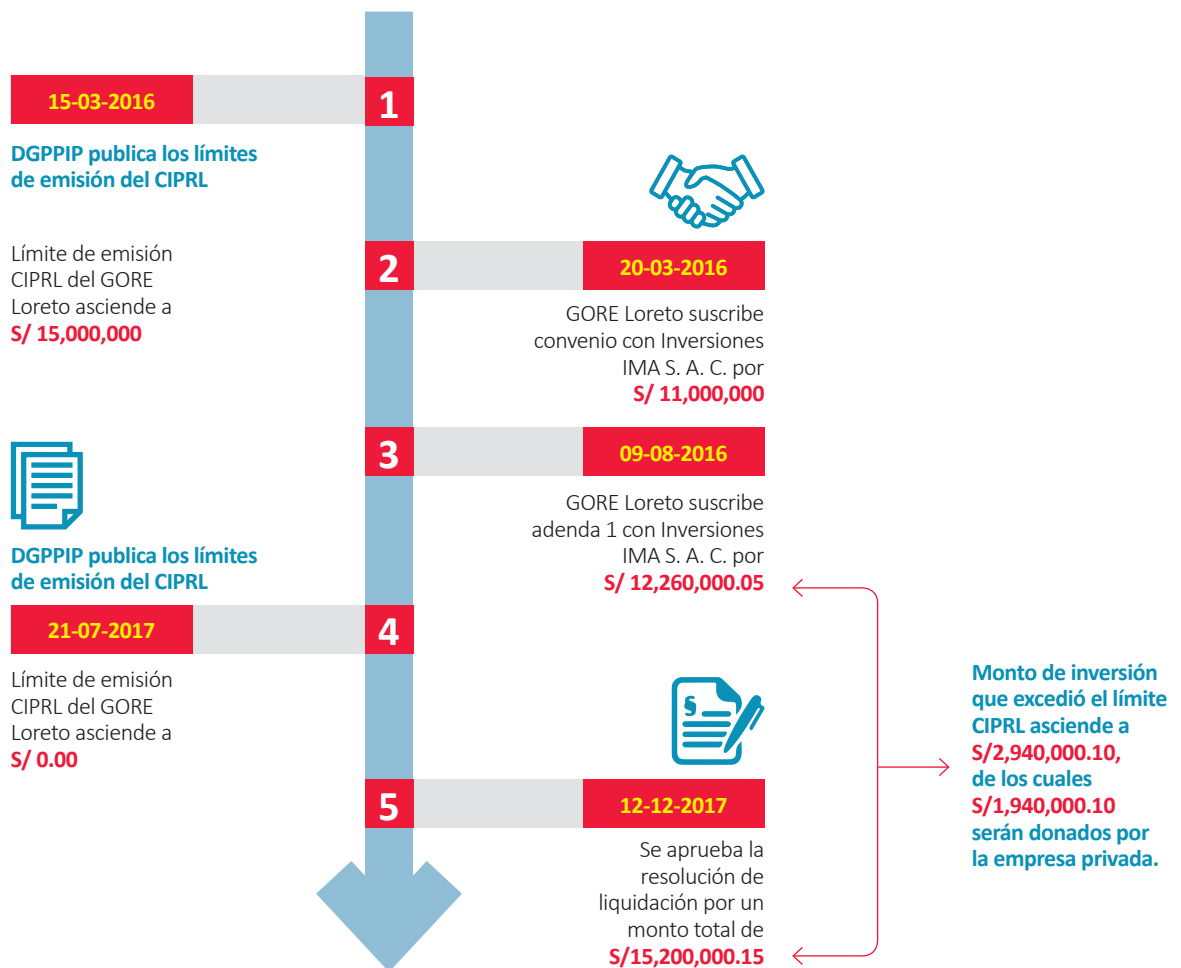 15-03-2016
1
DGPPIP publica los límites
de emisión del CIPRL
Límite de emisión
CIPRL del GORE
Loreto asciende a
S/ 15,000,000
2
20-03-2016
GORE Loreto suscribe
convenio con Inversiones
IMA S. A. C. por
S/ 11,000,000
3
09-08-2016
GORE Loreto suscribe
adenda 1 con Inversiones
IMA S. A. C. por
S/ 12,260,000.05
DGPPIP publica los límites
de emisión del CIPRL
21-07-2017
4
Límite de emisión
CIPRL del GORE
Loreto asciende a
S/ 0.00
§
5
12-12-2017
Se aprueba la
resolución de
liquidación por un
monto total de
S/15,200,000.15
Monto de inversión
que excedió el límite
CIPRL asciende a
S/2,940,000.10,
de los cuales
S/1,940,000.10
serán donados por
la empresa privada.